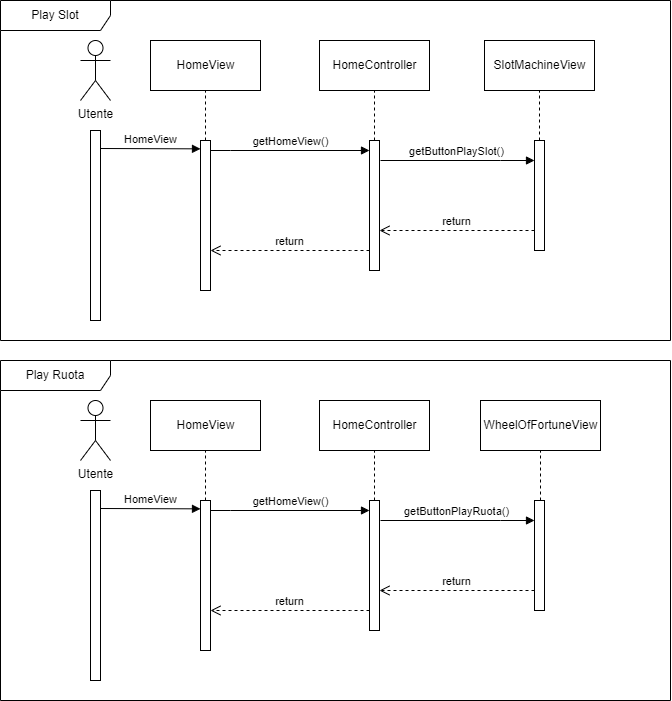 Play Slot
Utente
HomeView
HomeController
SlotMachineView
HomeView
getHomeView()
getButtonPlaySlot()
return
return
Play Ruota
Utente
HomeView
HomeController
WheelOfFortuneView
HomeView
getHomeView()
getButtonPlayRuota()
return
return